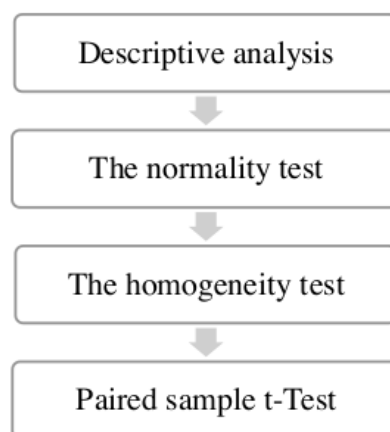 Descriptive analysis
The normality test
The homogeneity test
Paired sample t-Test